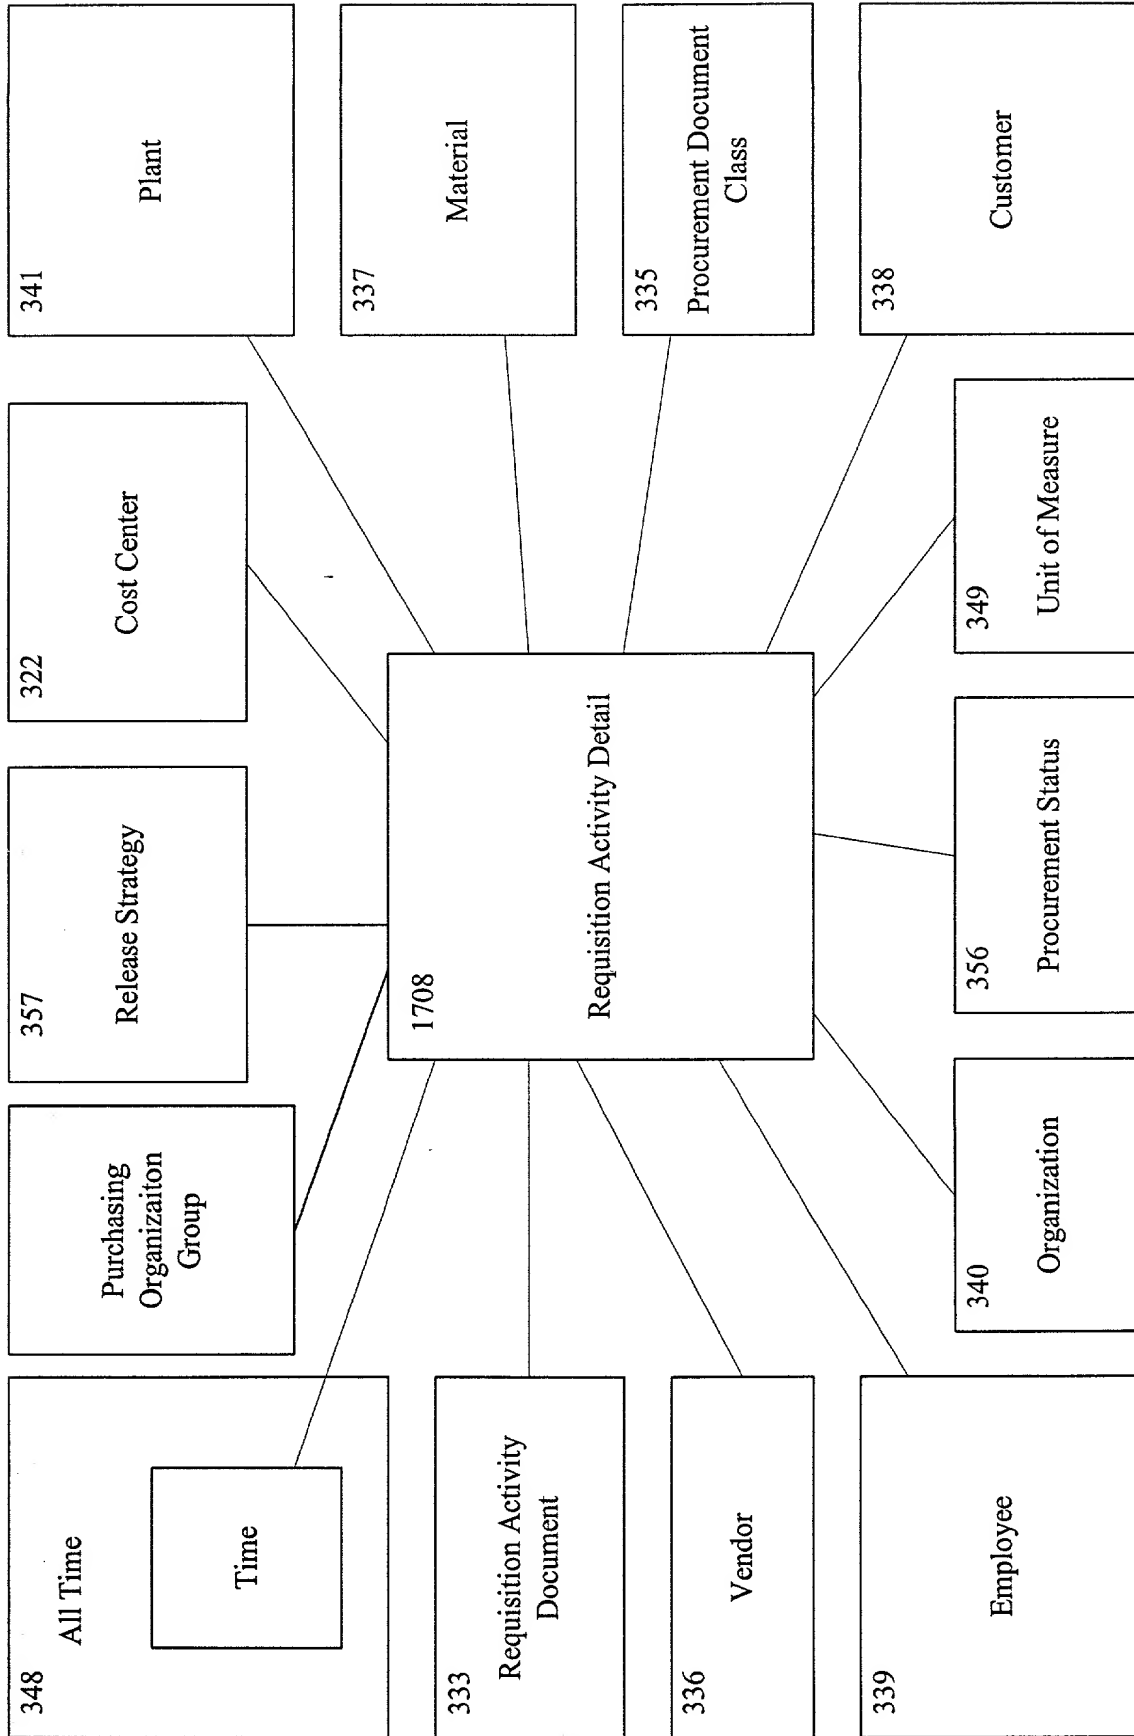 348
All Time
Time
Purchasing
Organizaiton
Group
357
Release Strategy
322
Cost Center
341
Plant
333
Requisition Activity
Document
1708
Requisition Activity Detail
337
Material
336
Vendor
335
Procurement Document
Class
339
Employee
340
Organization
356
Procurement Status
349
Unit of Measure
338
Customer